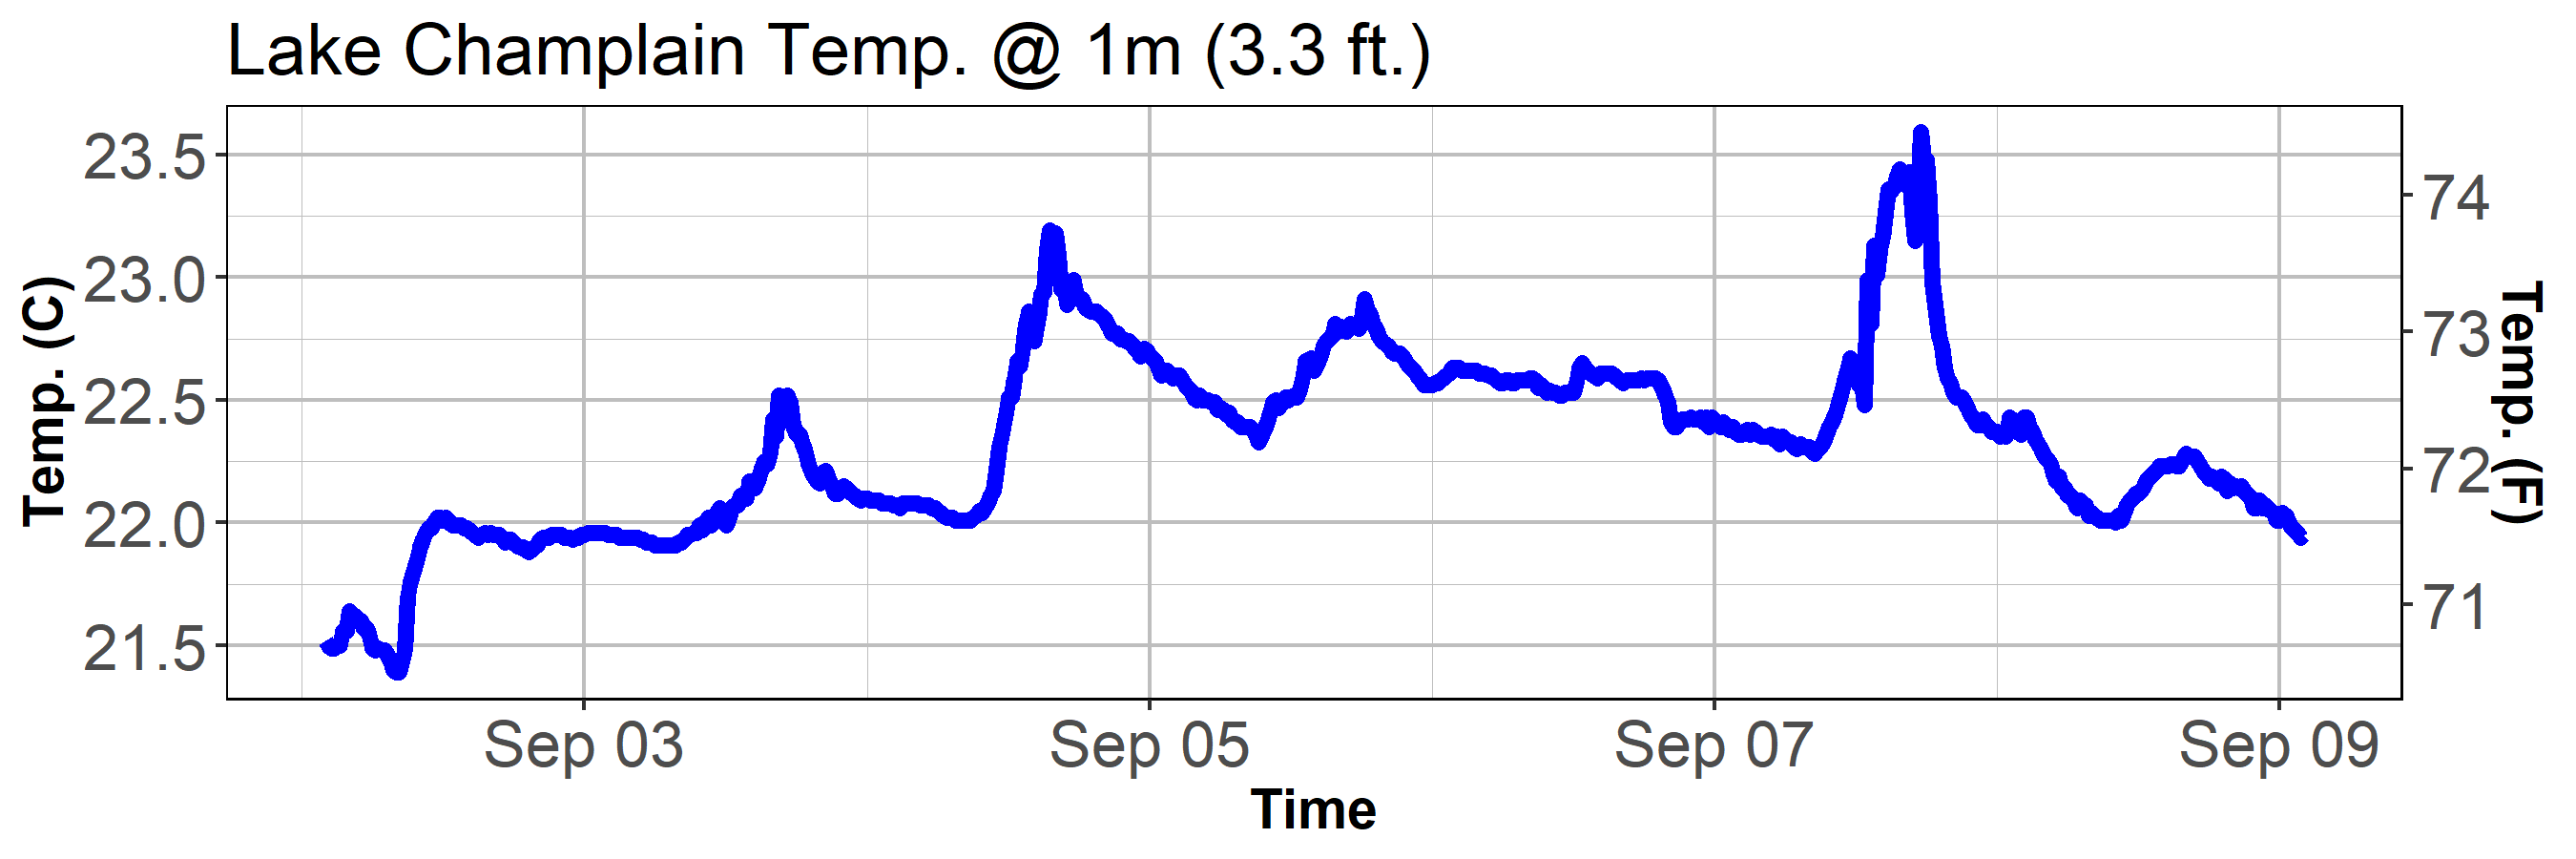 Lake Champlain Temp. @ 1m (3.3 ft.)
Temp. (C)
23.5
23.0
22.5
22.0
21.5
74
73
72
71
Temp. (F)
Sep 03 Sep 05 Sep 07 Sep 09
Time